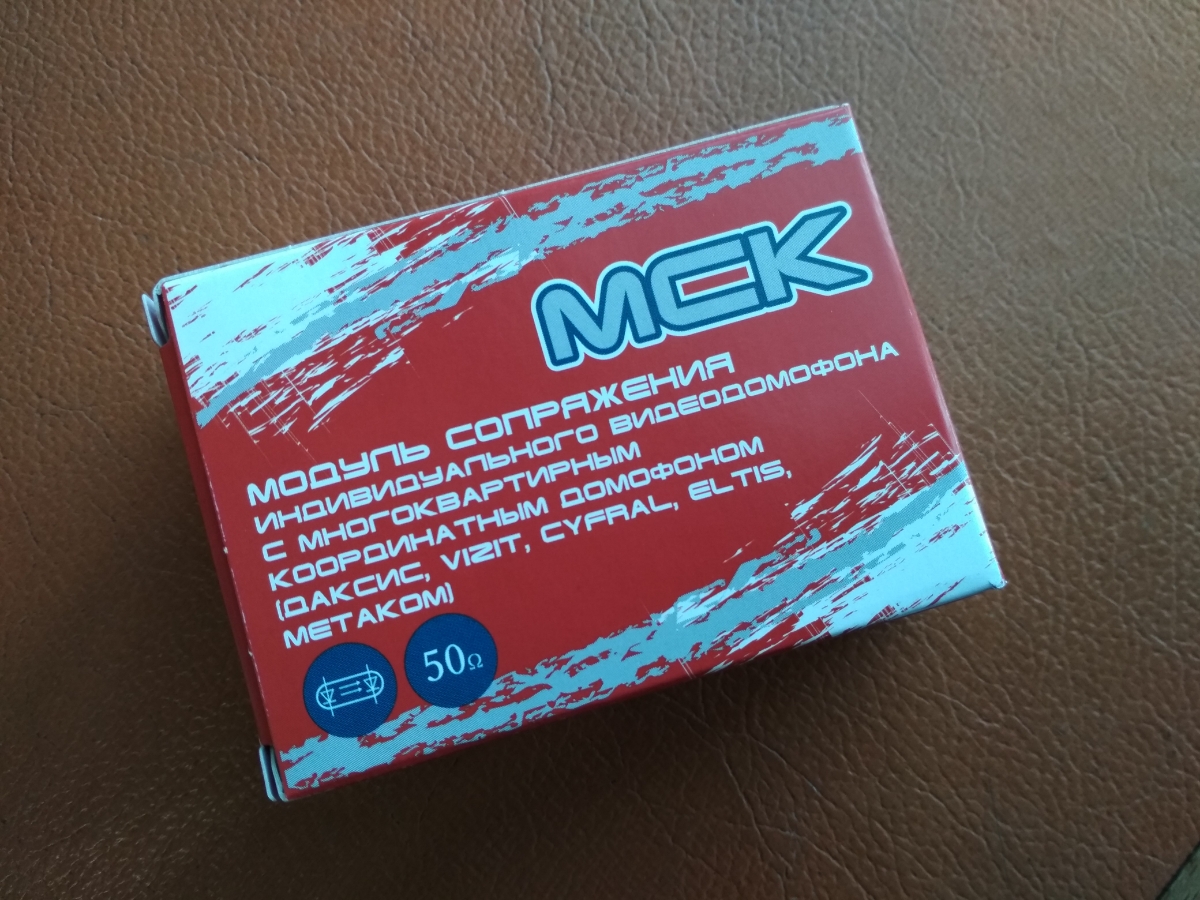 МСК
МОДУЛЬ СОПРЯЖЕНИЯ
ИНДИВИДУАЛЬНОГО ВИДЕОДОМОФОНА
С МНОГОКВАРТИРНЫМ
КООРДИНАТНЫМ ДОМОФОНОМ
(ДАКСИС, VIZIT, CYFRAL, ELTIS,
МЕТАКОМ)
50Ω